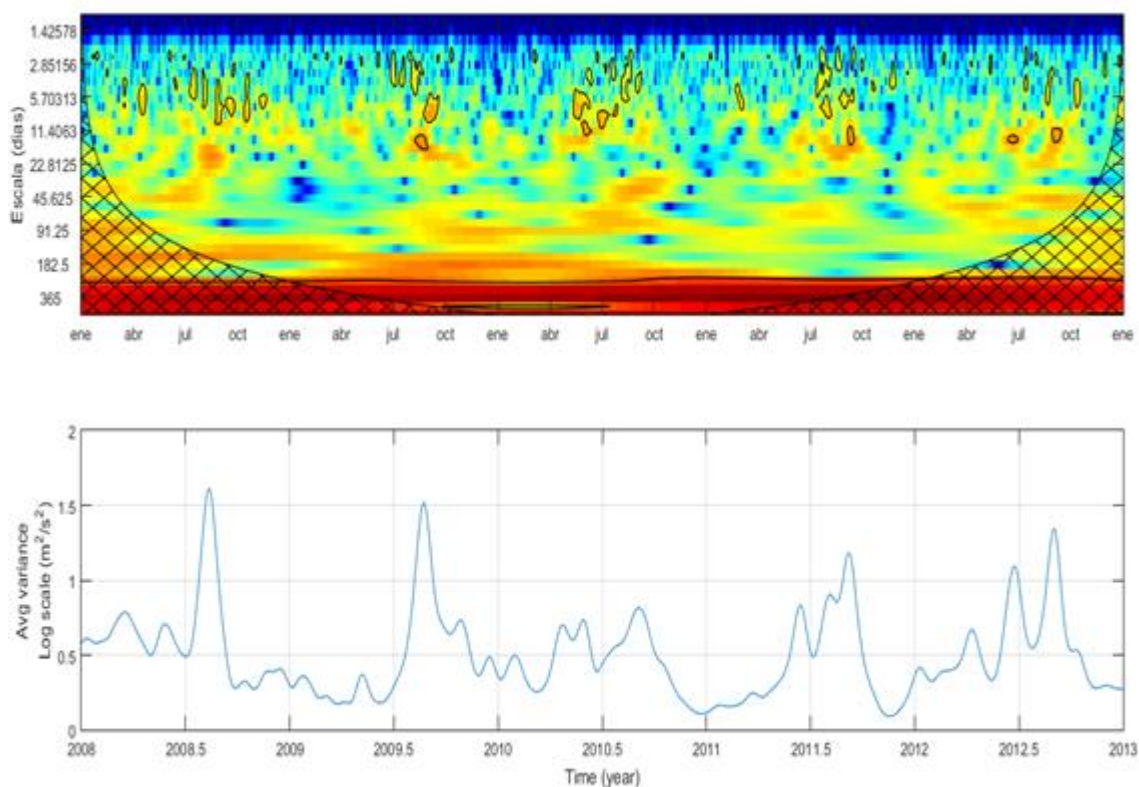 1.42578
2.85156
5.70313
11.4063
22.8125
45.625
91.25
182.5
365
Escala (días)
ene abr jul oct ene abr jul oct ene abr jul oct ene abr jul oct ene abr jul oct ene
2
1.5
1
0.5
0
Avg variance
Log scale (m²/s²)
2008 2008.5 2009 2009.5 2010 2010.5 2011 2011.5 2012 2012.5 2013
Time (year)